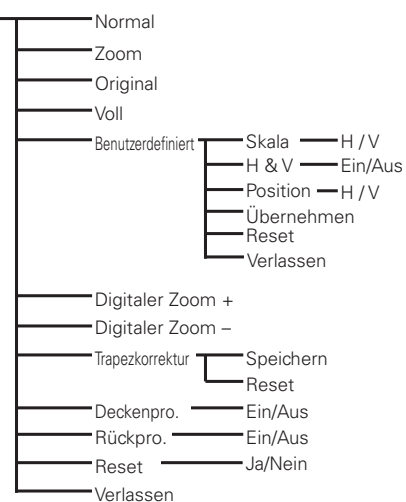 Normal
Zoom
Original
Voll
Benutzerdefiniert Skala H / V
H & V Ein/Aus
Position H / V
Übernehmen
Reset
Verlassen
Digitaler Zoom +
Digitaler Zoom –
Trapezkorrektur Speichern
Reset
Deckenpro. Ein/Aus
Rückpro. Ein/Aus
Reset Ja/Nein
Verlassen